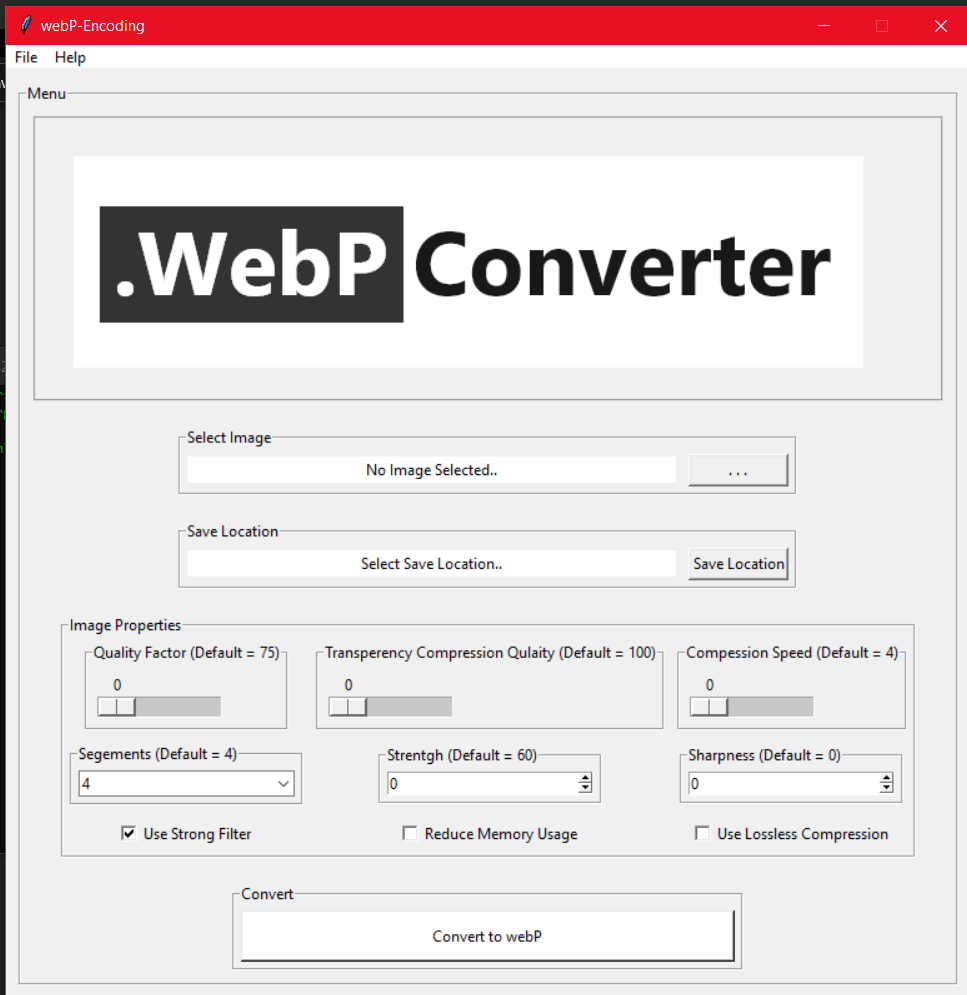 webP-Encoding
File Help
Menu
.WebP Converter
Select Image
No Image Selected..
...
Save Location
Select Save Location..
Save Location
Image Properties
Quality Factor (Default = 75)
Transperency Compression Qulaity (Default = 100)
Compession Speed (Default = 4)
0
0
0
Segements (Default = 4)
Strentgh (Default = 60)
Sharpness (Default = 0)
4
0
0
Use Strong Filter
Reduce Memory Usage
Use Lossless Compression
Convert
Convert to webP